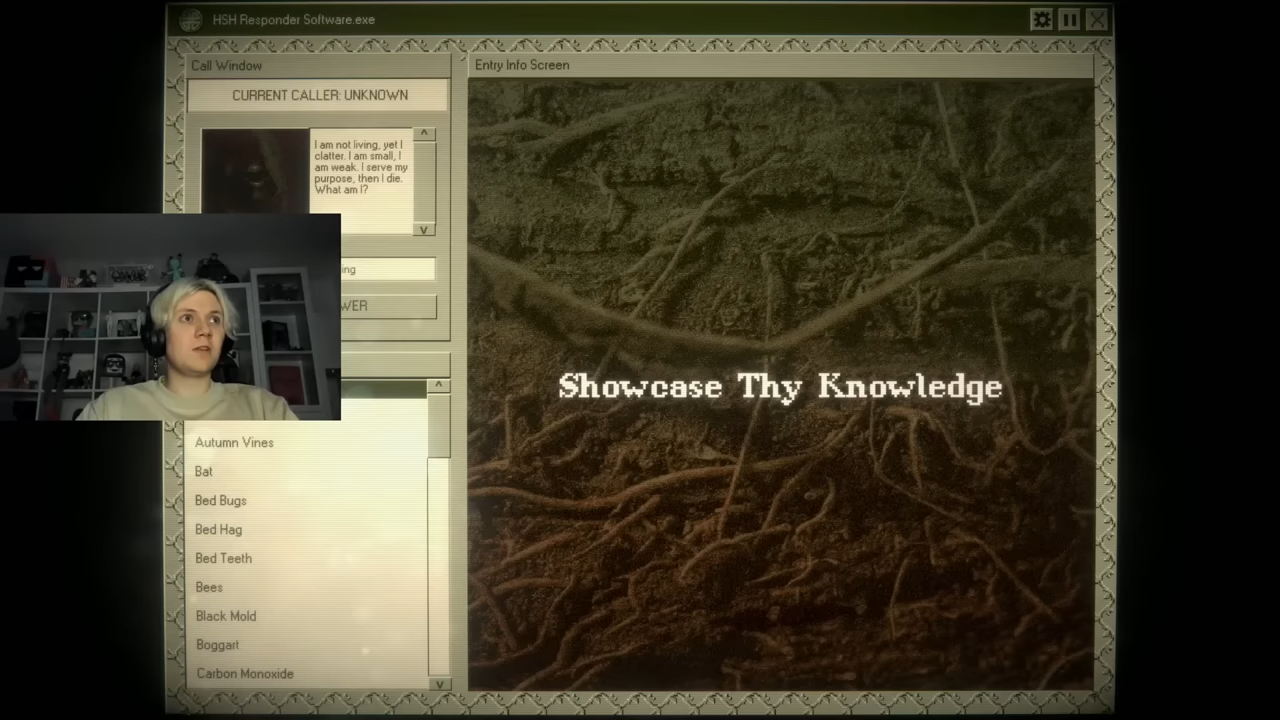 HSH Responder Software.exe
Call Window
CURRENT CALLER: UNKNOWN
I am not living, yet I
clatter. I am small, I
am weak. I serve my
purpose, then I die.
What am I?
ing
WER
Autumn Vines
Bat
Bed Bugs
Bed Hag
Bed Teeth
Bees
Black Mold
Boggart
Carbon Monoxide
Entry Info Screen
Showcase Thy Knowledge